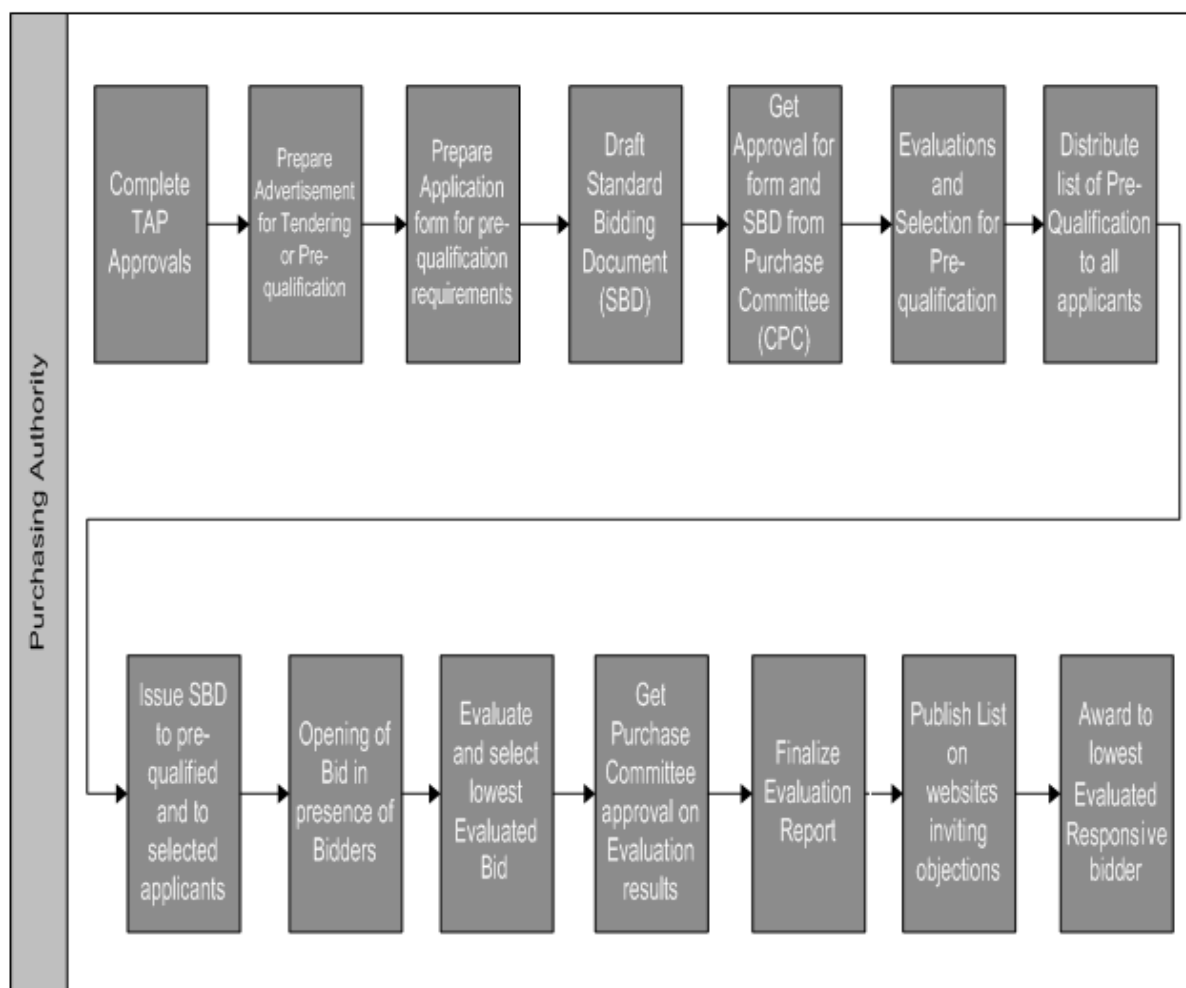 Purchasing Authority
Complete
TAP
Approvals
Prepare
Advertisement
for Tendering
or Pre-
qualification
Prepare
Application
form for pre-
qualification
requirements
Draft
Standard
Bidding
Document
(SBD)
Get
Approval for
form and
SBD from
Purchase
Committee
(CPC)
Evaluations
and
Selection for
Pre-
qualification
Distribute
list of Pre-
Qualification
to all
applicants
Issue SBD
to pre-
qualified
and to
selected
applicants
Opening of
Bid in
presence of
Bidders
Evaluate
and select
lowest
Evaluated
Bid
Get
Purchase
Committee
approval on
Evaluation
results
Finalize
Evaluation
Report
Publish List
on
websites
inviting
objections
Award to
lowest
Evaluated
Responsive
bidder